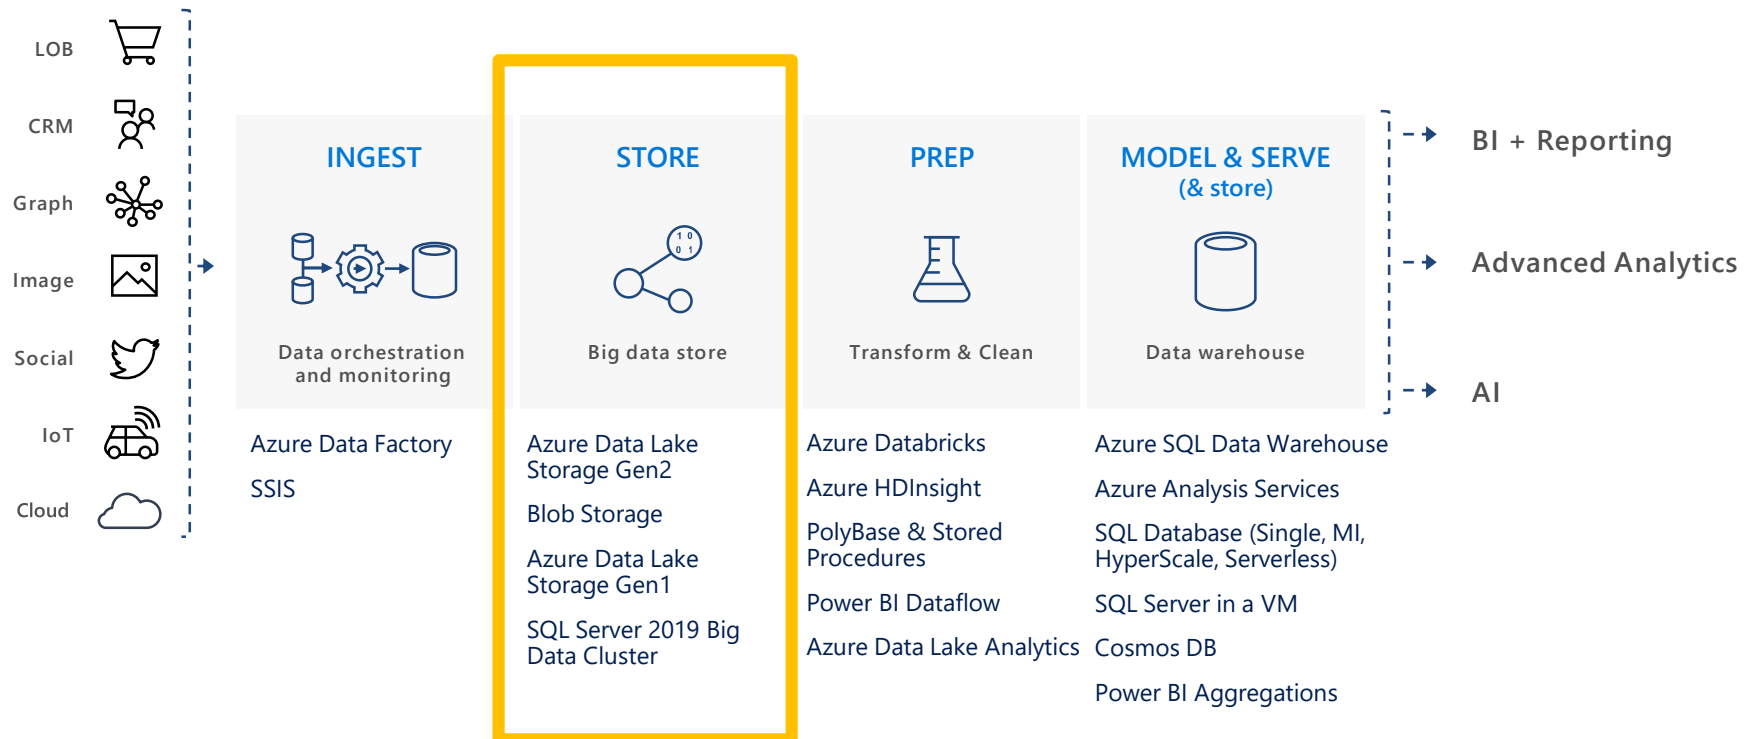 LOB
CRM
Graph
Image
Social
IoT
Cloud
INGEST
Data orchestration
and monitoring
Azure Data Factory
SSIS
STORE
1 0
0 1
Big data store
Azure Data Lake
Storage Gen2
Blob Storage
Azure Data Lake
Storage Gen1
SQL Server 2019 Big
Data Cluster
PREP
Transform & Clean
Azure Databricks
Azure HDInsight
PolyBase & Stored
Procedures
Power BI Dataflow
Azure Data Lake Analytics
MODEL & SERVE
(& store)
Data warehouse
Azure SQL Data Warehouse
Azure Analysis Services
SQL Database (Single, MI,
HyperScale, Serverless)
SQL Server in a VM
Cosmos DB
Power BI Aggregations
BI + Reporting
Advanced Analytics
AI